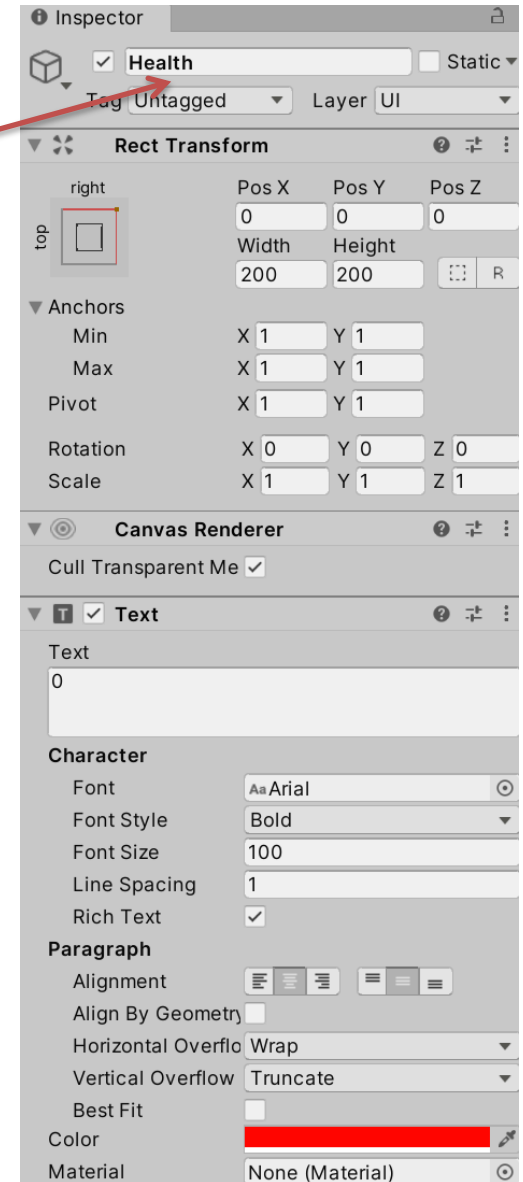 Inspector
Health Static
Tag Untagged Layer UI
Rect Transform
right Pos X Pos Y Pos Z
top 0 0 0
Width Height
200 200 R
Anchors
Min X 1 Y 1
Max X 1 Y 1
Pivot X 1 Y 1
Rotation X 0 Y 0 Z 0
Scale X 1 Y 1 Z 1
Canvas Renderer
Cull Transparent Me
T Text
Text
0
Character
Font Aa Arial
Font Style Bold
Font Size 100
Line Spacing 1
Rich Text
Paragraph
Alignment
Align By Geometry
Horizontal Overflo Wrap
Vertical Overflow Truncate
Best Fit
Color
Material None (Material)